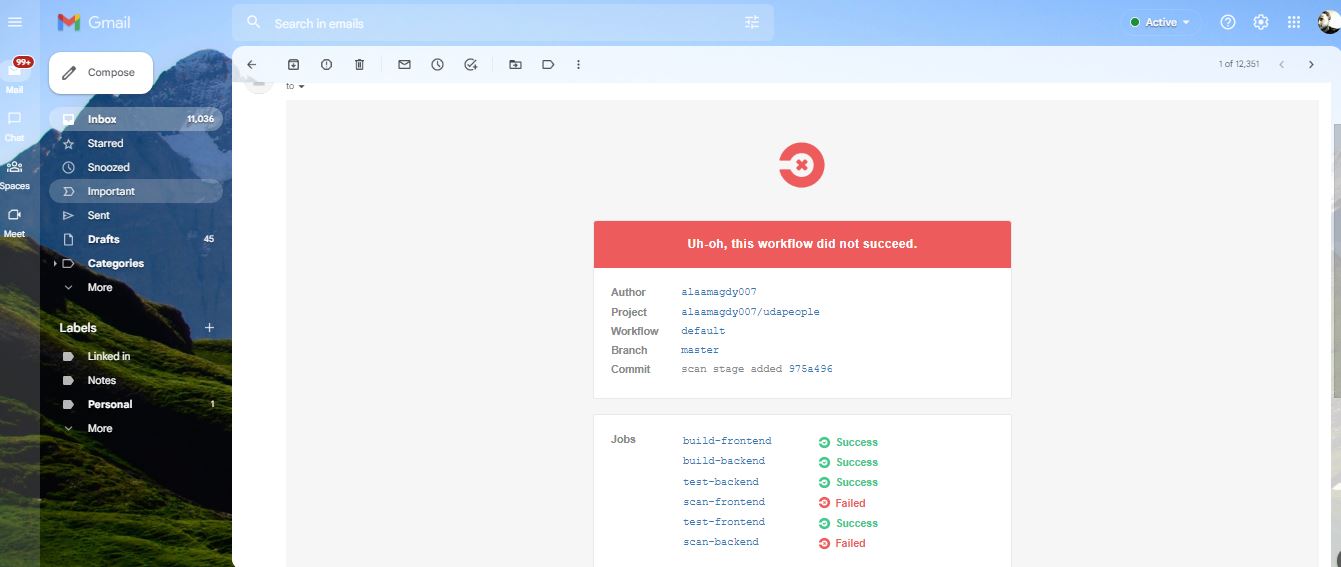 Gmail
Search in emails
Active
99+
Mail
Chat
Spaces
Meet
Compose
Inbox 11,036
Starred
Snoozed
Important
Sent
Drafts 45
Categories
More
Labels +
Linked in
Notes
Personal 1
More
1 of 12,351
to
Uh-oh, this workflow did not succeed.
Author alaamagdy007
Project alaamagdy007/udapeople
Workflow default
Branch master
Commit scan stage added 975a496
Jobs build-frontend Success
build-backend Success
test-backend Success
scan-frontend Failed
test-frontend Success
scan-backend Failed